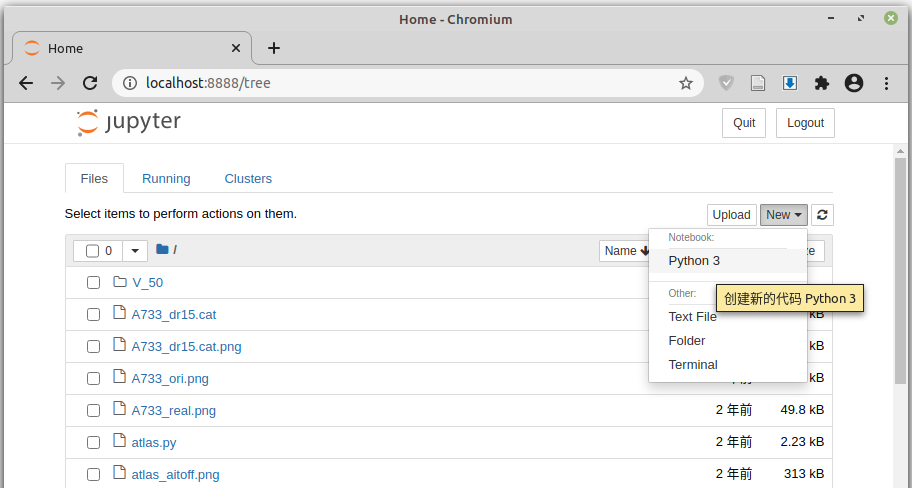 Home - Chromium
Home
localhost:8888/tree
jupyter
Quit
Logout
Files
Running
Clusters
Select items to perform actions on them.
Upload
New
0
/
Name
Notebook:
Python 3
Other:
创建新的代码 Python 3
Text File
Folder
Terminal
V_50
A733_dr15.cat
kB
A733_dr15.cat.png
kB
A733_ori.png
kB
A733_real.png
2 年前
49.8 kB
atlas.py
2 年前
2.23 kB
atlas_aitoff.png
2 年前
313 kB